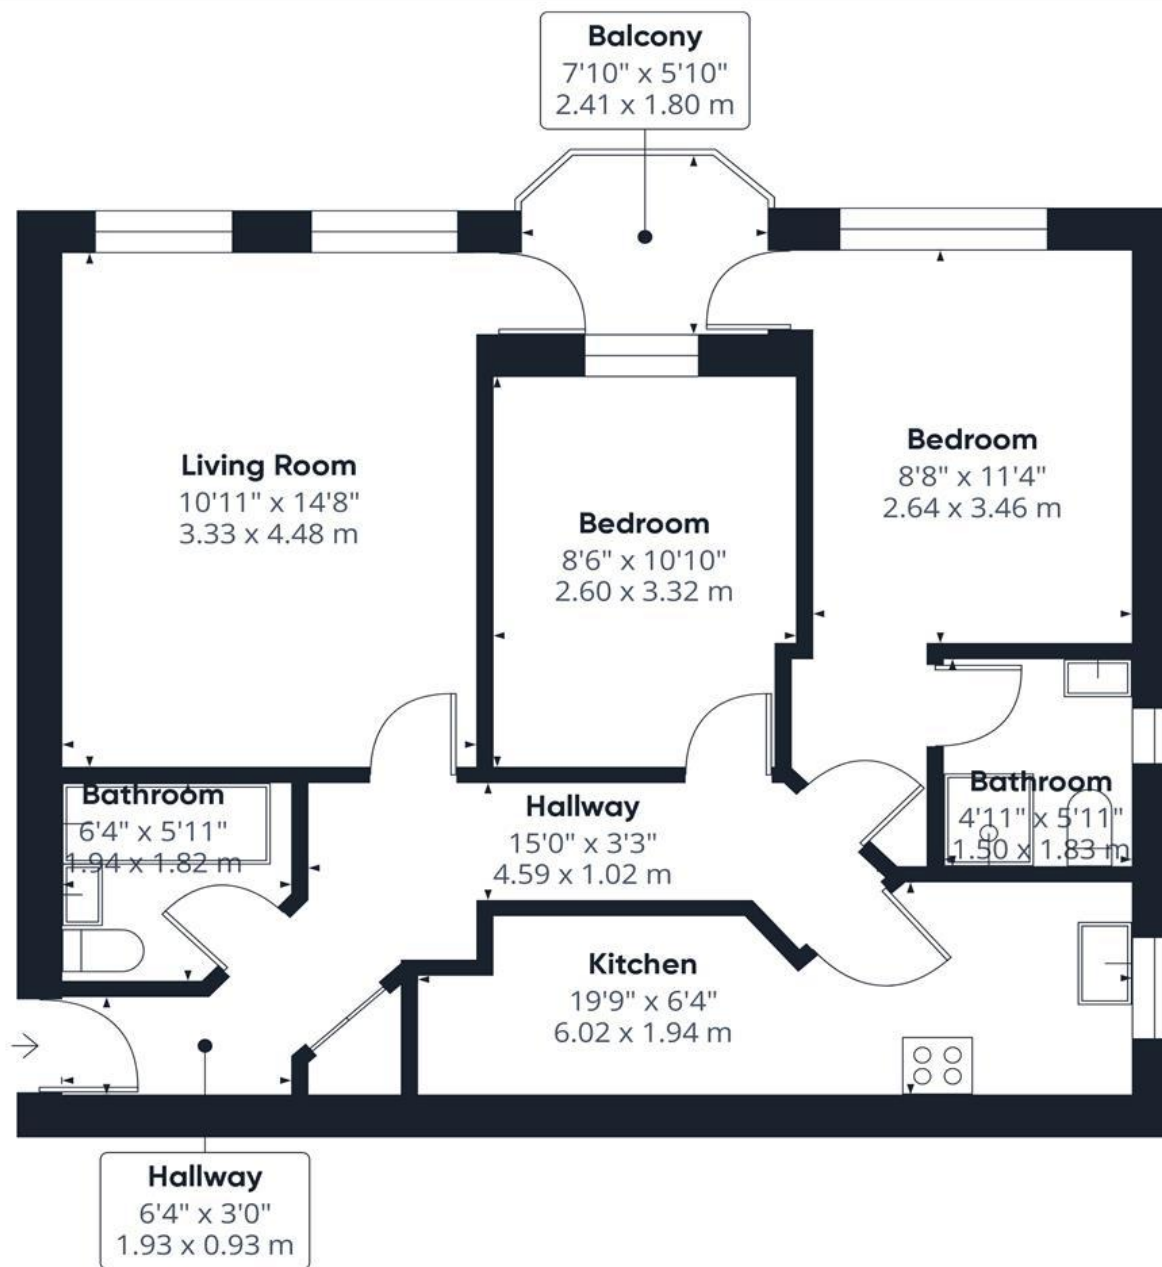 Balcony
7'10" x 5'10"
2.41 x 1.80 m
Living Room
10'11" x 14'8"
3.33 x 4.48 m
Bedroom
8'6" x 10'10"
2.60 x 3.32 m
Bedroom
8'8" x 11'4"
2.64 x 3.46 m
Bathroom
6'4" x 5'11"
1.94 x 1.82 m
Hallway
15'0" x 3'3"
4.59 x 1.02 m
Bathroom
4'11" x 5'11"
1.50 x 1.83 m
Kitchen
19'9" x 6'4"
6.02 x 1.94 m
Hallway
6'4" x 3'0"
1.93 x 0.93 m